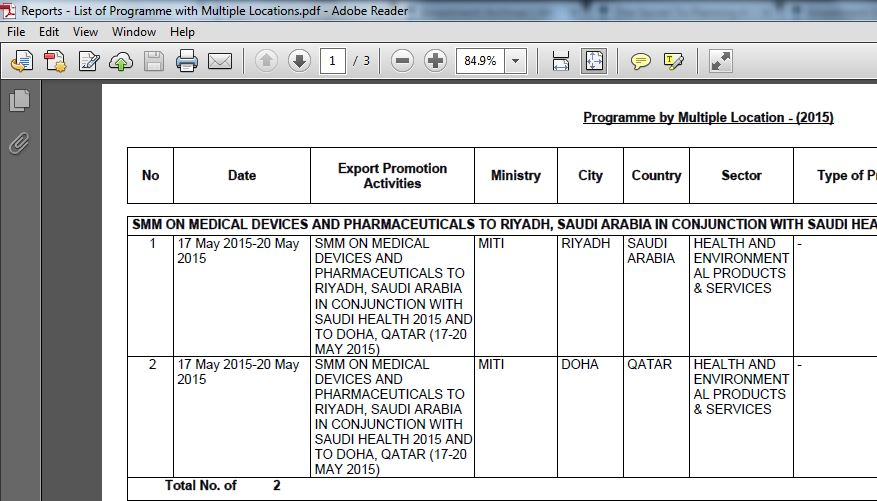 Reports - List of Programme with Multiple Locations.pdf - Adobe Reader
File Edit View Window Help
1 / 3 84.9%
Programme by Multiple Location - (2015)
No Date Export Promotion Activities Ministry City Country Sector Type of P
SMM ON MEDICAL DEVICES AND PHARMACEUTICALS TO RIYADH, SAUDI ARABIA IN CONJUNCTION WITH SAUDI HEA
1 17 May 2015-20 May SMM ON MEDICAL MITI RIYADH SAUDI HEALTH AND -
2015 DEVICES AND ARABIA ENVIRONMENT
PHARMACEUTICALS TO AL PRODUCTS
RIYADH, SAUDI ARABIA & SERVICES
IN CONJUNCTION WITH
SAUDI HEALTH 2015 AND
TO DOHA, QATAR (17-20
MAY 2015)
2 17 May 2015-20 May SMM ON MEDICAL MITI DOHA QATAR HEALTH AND -
2015 DEVICES AND ENVIRONMENT
PHARMACEUTICALS TO AL PRODUCTS
RIYADH, SAUDI ARABIA & SERVICES
IN CONJUNCTION WITH
SAUDI HEALTH 2015 AND
TO DOHA, QATAR (17-20
MAY 2015)
Total No. of 2